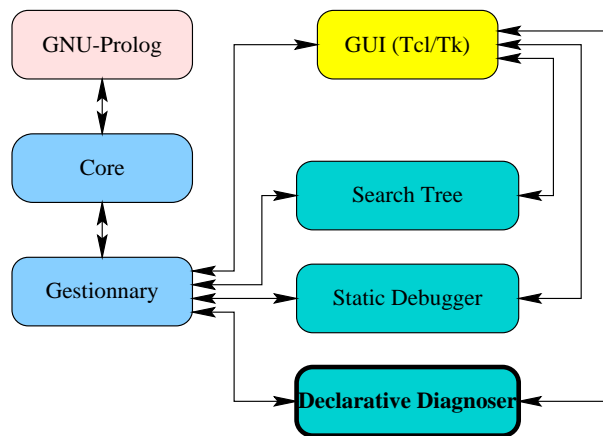 GNU-Prolog
GUI (Tcl/Tk)
Core
Search Tree
Gestionnary
Static Debugger
Declarative Diagnoser